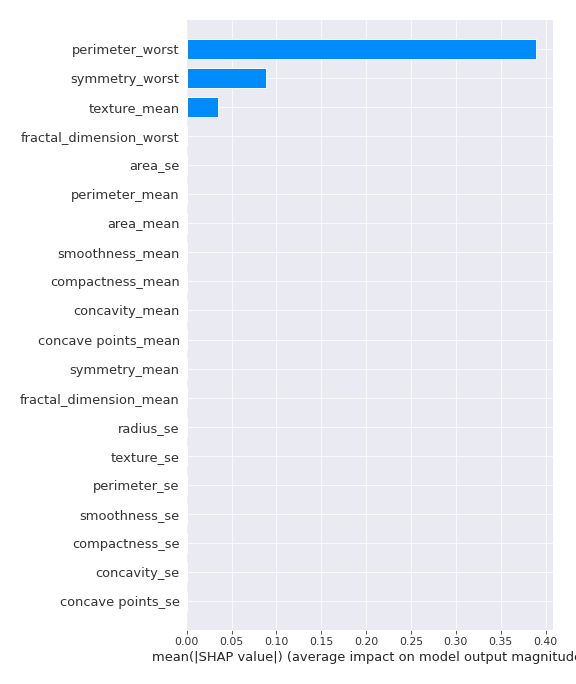 perimeter_worst
symmetry_worst
texture_mean
fractal_dimension_worst
area_se
perimeter_mean
area_mean
smoothness_mean
compactness_mean
concavity_mean
concave points_mean
symmetry_mean
fractal_dimension_mean
radius_se
texture_se
perimeter_se
smoothness_se
compactness_se
concavity_se
concave points_se
0.00 0.05 0.10 0.15 0.20 0.25 0.30 0.35 0.40
mean(|SHAP value|) (average impact on model output magnitude